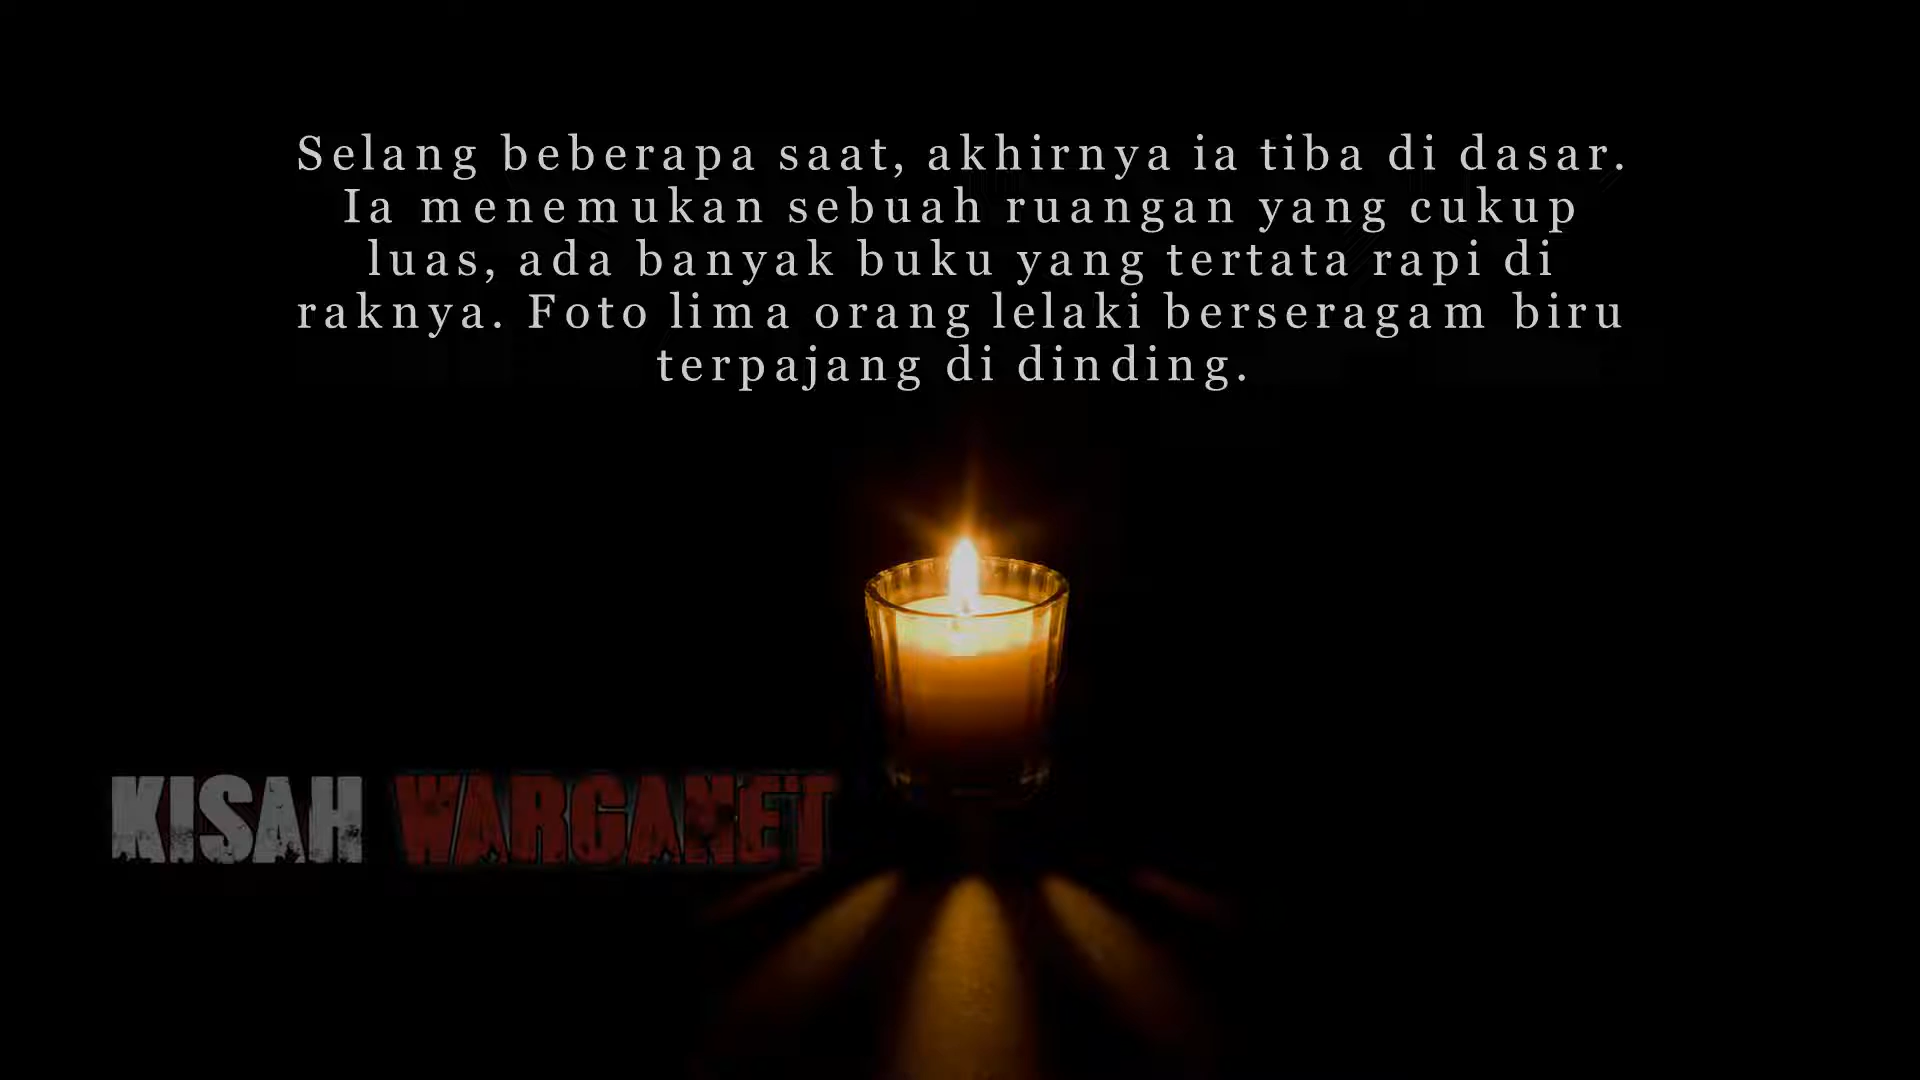 Selang beberapa saat, akhirnya ia tiba di dasar.
Ia menemukan sebuah ruangan yang cukup
luas, ada banyak buku yang tertata rapi di
raknya. Foto lima orang lelaki berseragam biru
terpajang di dinding.
KISAH WARGANET